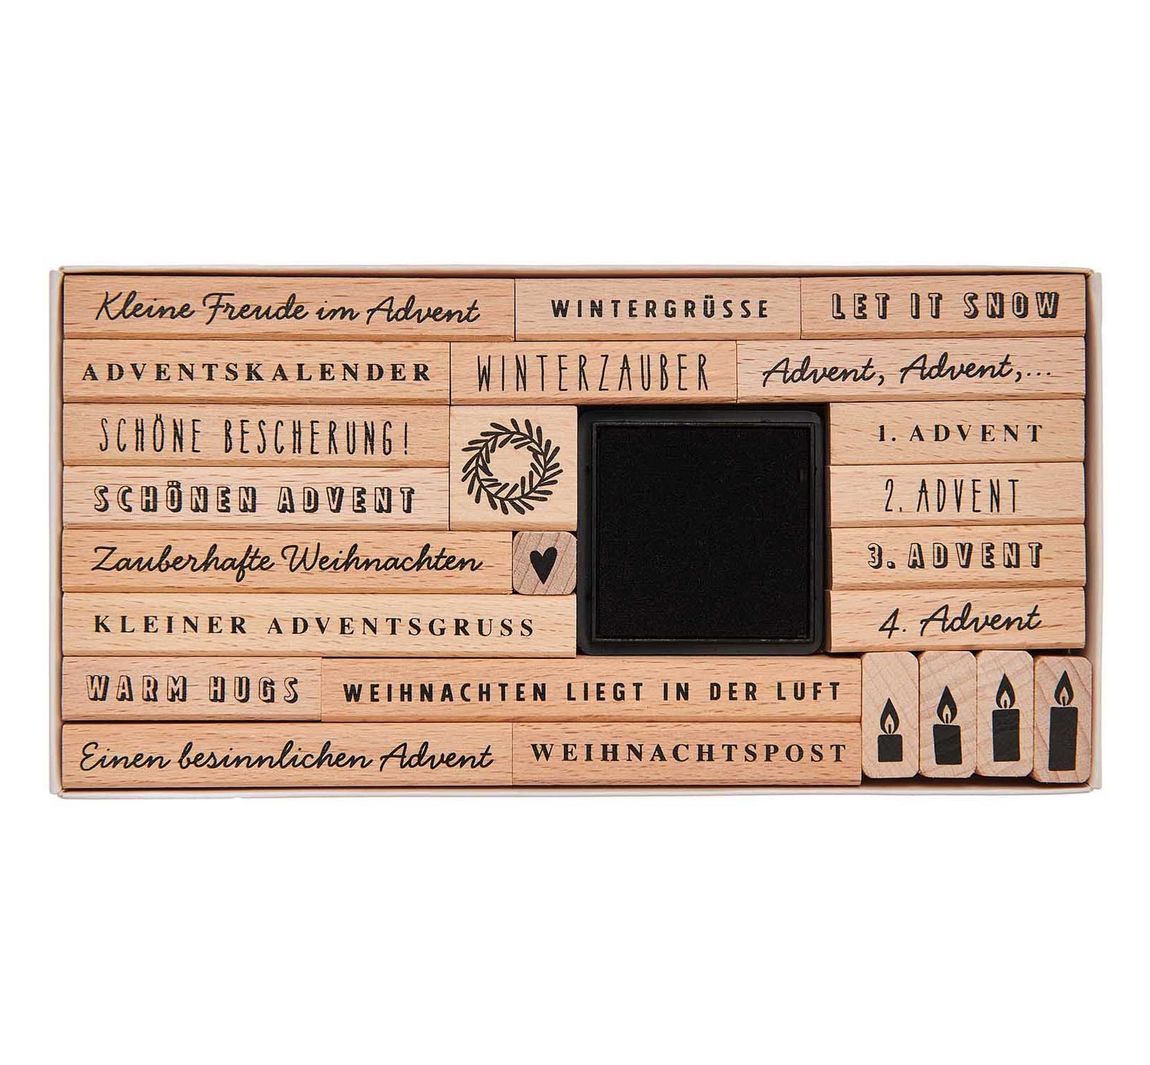 Kleine Freude im Advent
WINTERGRÜSSE
LET IT SNOW
ADVENTSKALENDER
WINTERZAUBER
Advent, Advent,...
SCHÖNE BESCHERUNG!
1. ADVENT
SCHÖNEN ADVENT
2. ADVENT
Zauberhafte Weihnachten
3. ADVENT
KLEINER ADVENTSGRUSS
4. Advent
WARM HUGS
WEIHNACHTEN LIEGT IN DER LUFT
Einen besinnlichen Advent
WEIHNACHTSPOST